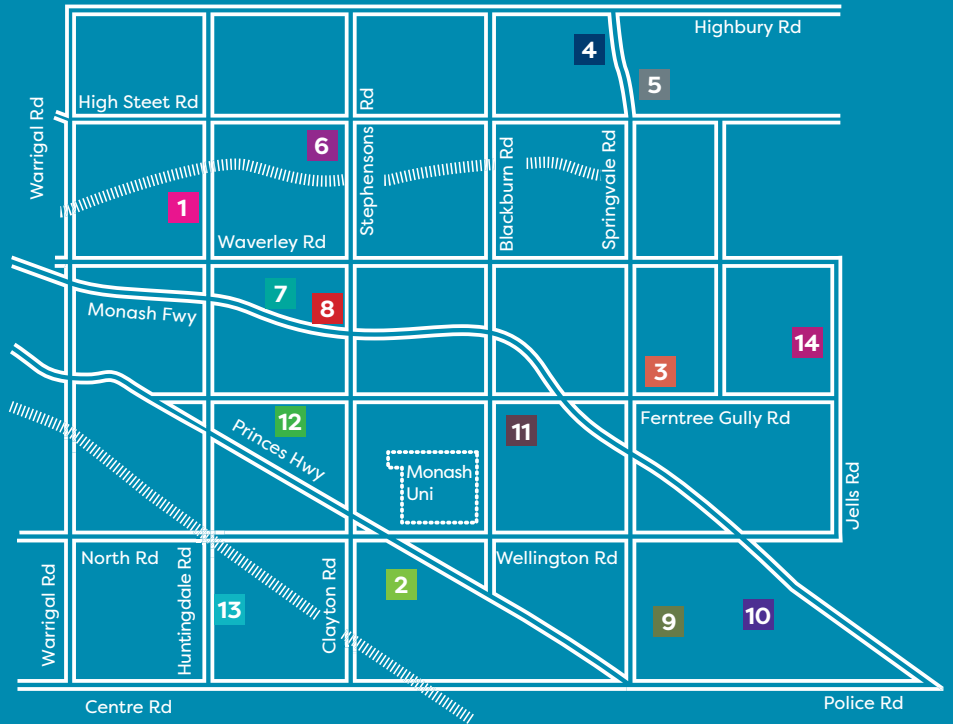 Highbury Rd
4
5
High Steet Rd
Warrigal Rd
Stephensons Rd
6
Blackburn Rd
Springvale Rd
1
Waverley Rd
7
8
Monash Fwy
14
3
12
Princes Hwy
11
Ferntree Gully Rd
Monash
Uni
Jells Rd
North Rd
Wellington Rd
Warrigal Rd
Huntingdale Rd
13
Clayton Rd
2
9
10
Centre Rd
Police Rd